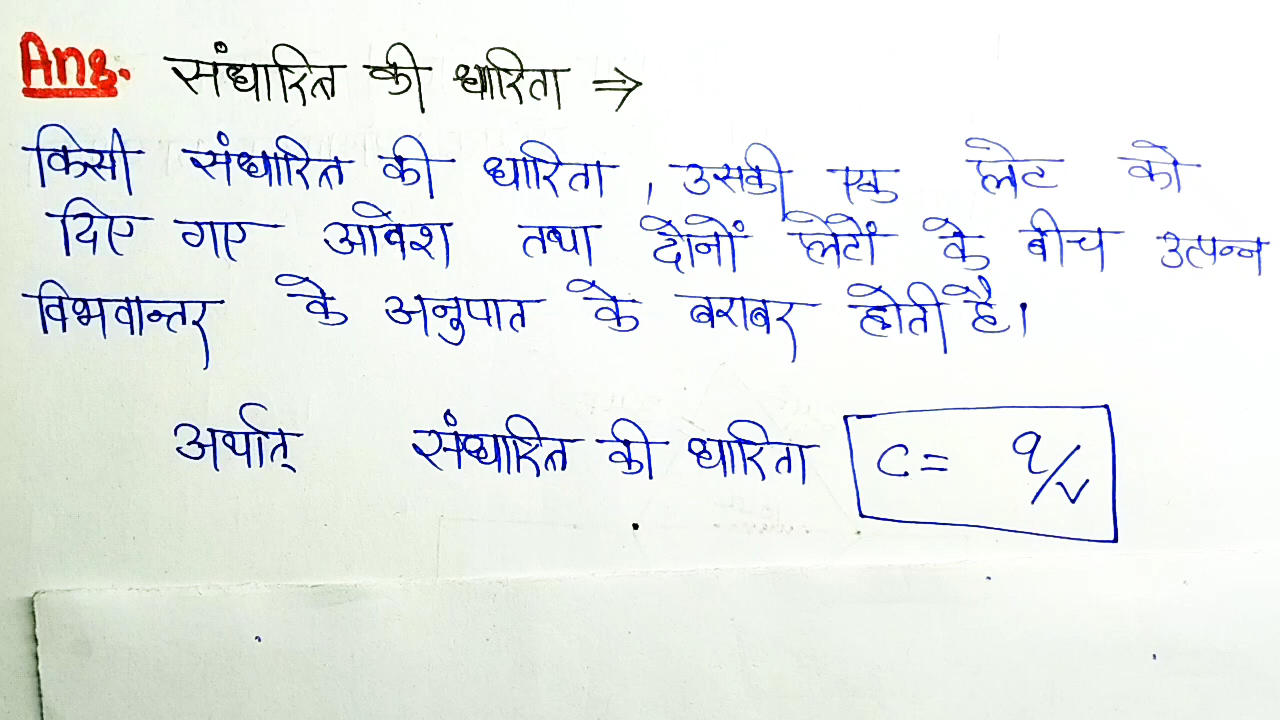 Ans. संधारित्र की धारिता ⇒
किसी संधारित्र की धारिता, उसकी एक प्लेट को
दिए गए आवेश तथा दोनों प्लेटों के बीच उत्पन्न
विभवान्तर के अनुपात के बराबर होती है।
अर्थात् संधारित्र की धारिता C = q/V